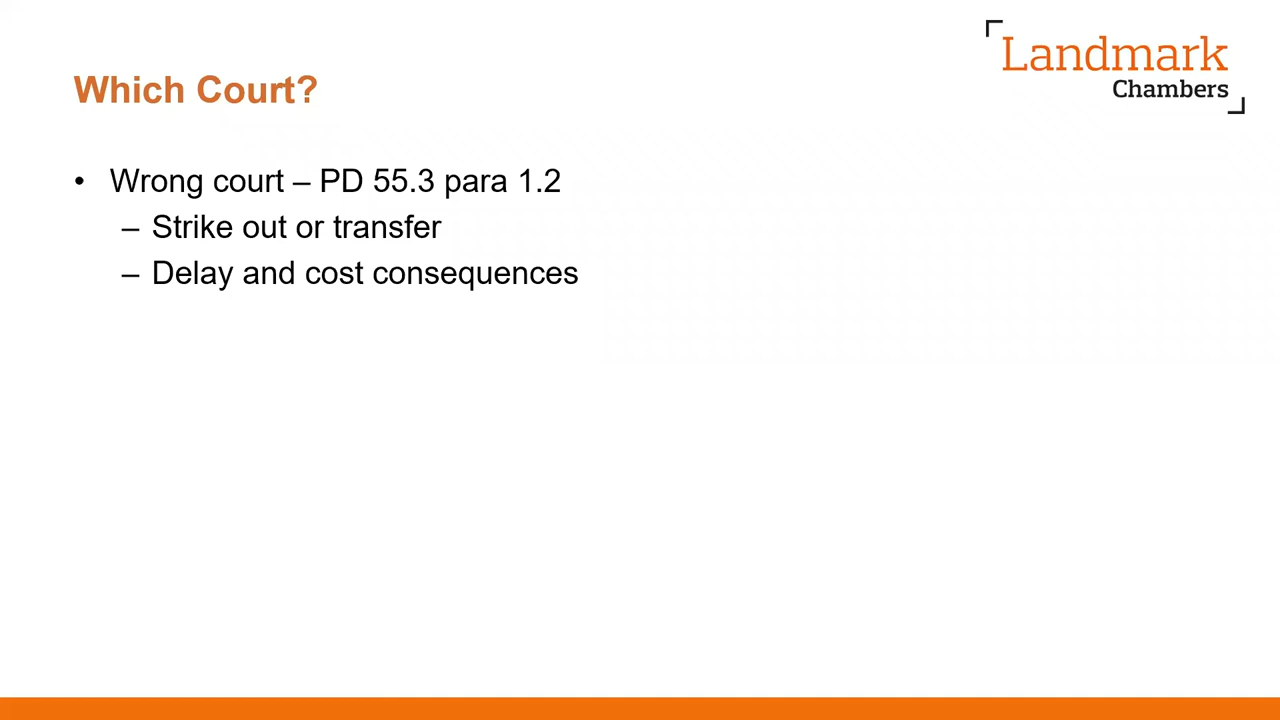 Landmark
Chambers
Which Court?
• Wrong court – PD 55.3 para 1.2
– Strike out or transfer
– Delay and cost consequences